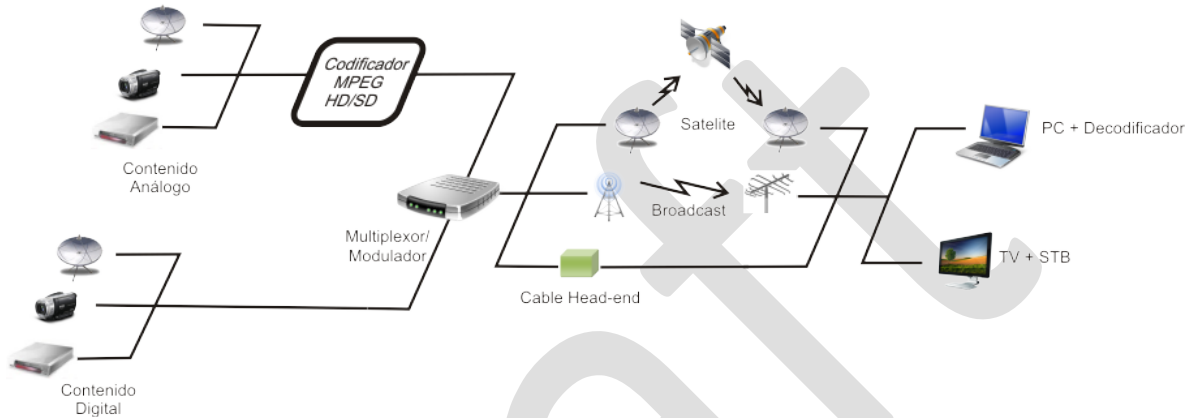 Codificador
MPEG
HD/SD
Contenido
Análogo
Multiplexor/
Modulador
Satelite
Broadcast
Cable Head-end
PC + Decodificador
TV + STB
Contenido
Digital